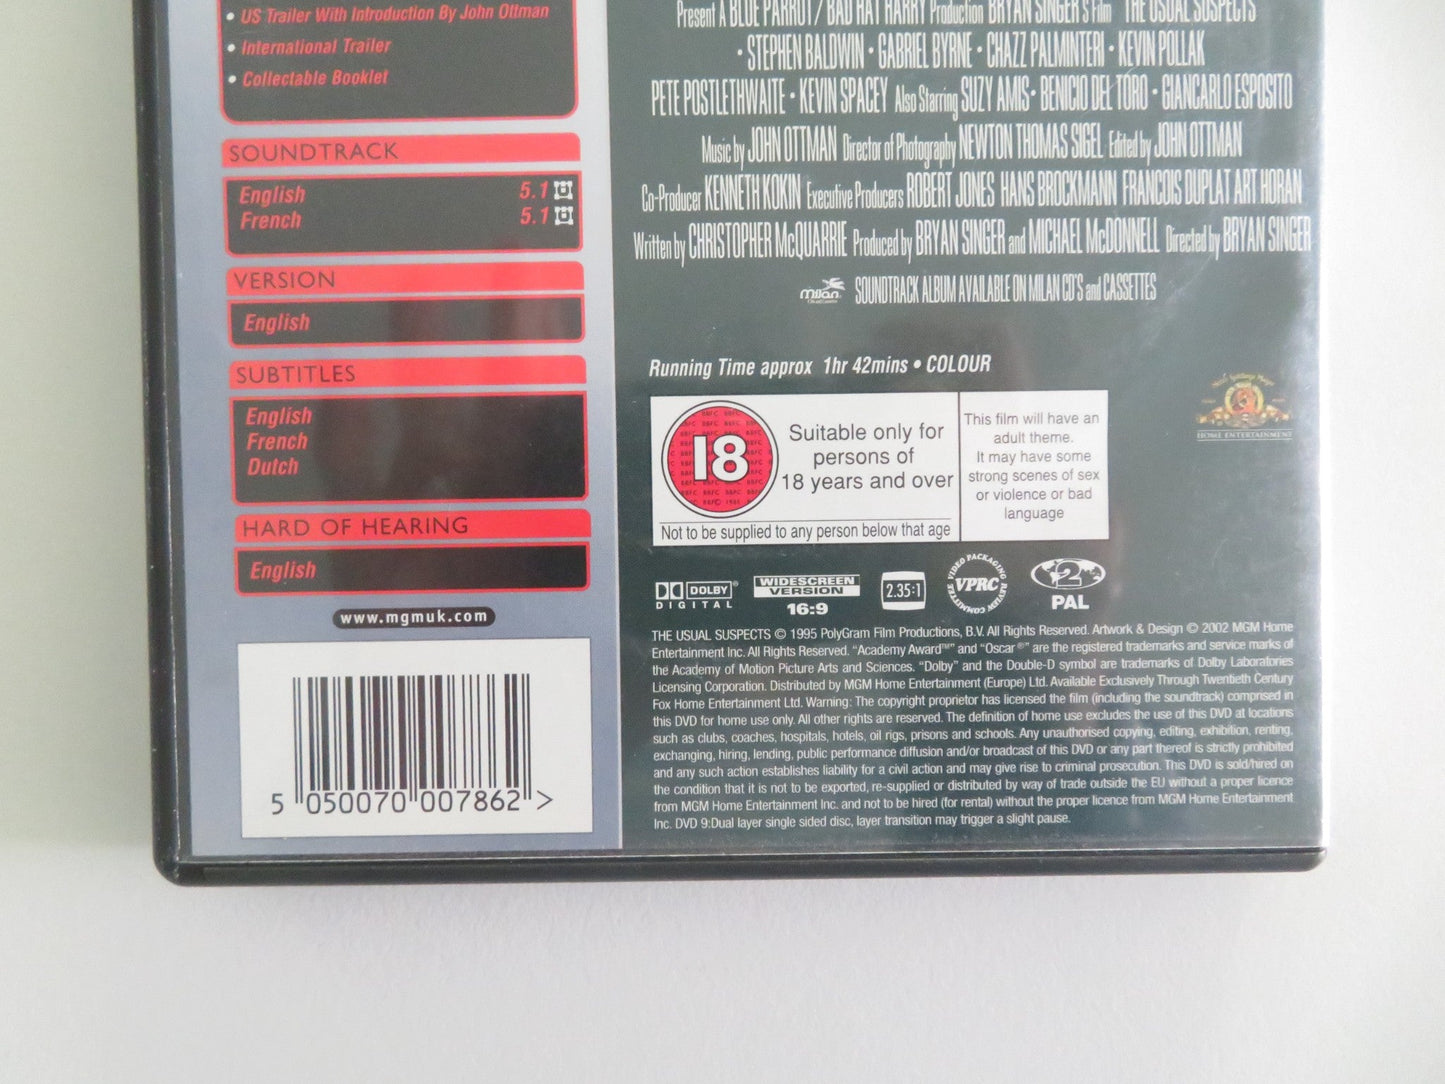 • US Trailer With Introduction By John Ottman
• International Trailer
• Collectable Booklet
SOUNDTRACK
English 5.1
French 5.1
VERSION
English
SUBTITLES
English
French
Dutch
HARD OF HEARING
English
www.mgmuk.com
5 050070 007862 >
Present A BLUE PARROT/ BAD HAT HARRY Production BRYAN SINGER's Film THE USUAL SUSPECTS
• STEPHEN BALDWIN • GABRIEL BYRNE • CHAZZ PALMINTERI • KEVIN POLLAK
PETE POSTLETHWAITE • KEVIN SPACEY Also Starring SUZY AMIS • BENICIO DEL TORO • GIANCARLO ESPOSITO
Music by JOHN OTTMAN Director of Photography NEWTON THOMAS SIGEL Edited by JOHN OTTMAN
Co-Producer KENNETH KOKIN Executive Producers ROBERT JONES HANS BROCKMANN FRANCOIS DUPLAT ART HORAN
Written by CHRISTOPHER McQUARRIE Produced by BRYAN SINGER and MICHAEL McDONNELL Directed by BRYAN SINGER
milan SOUNDTRACK ALBUM AVAILABLE ON MILAN CD'S and CASSETTES
Running Time approx 1hr 42mins • COLOUR
18
Suitable only for
persons of
18 years and over
Not to be supplied to any person below that age
This film will have an
adult theme.
It may have some
strong scenes of sex
or violence or bad
language
HOME ENTERTAINMENT
DOLBY
DIGITAL
WIDESCREEN
VERSION
16:9
2.35:1
VIDEO PACKAGING REVIEW COMMITTEE
VPRC
2
PAL
THE USUAL SUSPECTS © 1995 PolyGram Film Productions, B.V. All Rights Reserved. Artwork & Design © 2002 MGM Home
Entertainment Inc. All Rights Reserved. "Academy Award™" and "Oscar®" are the registered trademarks and service marks of
the Academy of Motion Picture Arts and Sciences. "Dolby" and the Double-D symbol are trademarks of Dolby Laboratories
Licensing Corporation. Distributed by MGM Home Entertainment (Europe) Ltd. Available Exclusively Through Twentieth Century
Fox Home Entertainment Ltd. Warning: The copyright proprietor has licensed the film (including the soundtrack) comprised in
this DVD for home use only. All other rights are reserved. The definition of home use excludes the use of this DVD at locations
such as clubs, coaches, hospitals, hotels, oil rigs, prisons and schools. Any unauthorised copying, editing, exhibition, renting,
exchanging, hiring, lending, public performance diffusion and/or broadcast of this DVD or any part thereof is strictly prohibited
and any such action establishes liability for a civil action and may give rise to criminal prosecution. This DVD is sold/hired on
the condition that it is not to be exported, re-supplied or distributed by way of trade outside the EU without a proper licence
from MGM Home Entertainment Inc. and not to be hired (for rental) without the proper licence from MGM Home Entertainment
Inc. DVD 9:Dual layer single sided disc, layer transition may trigger a slight pause.